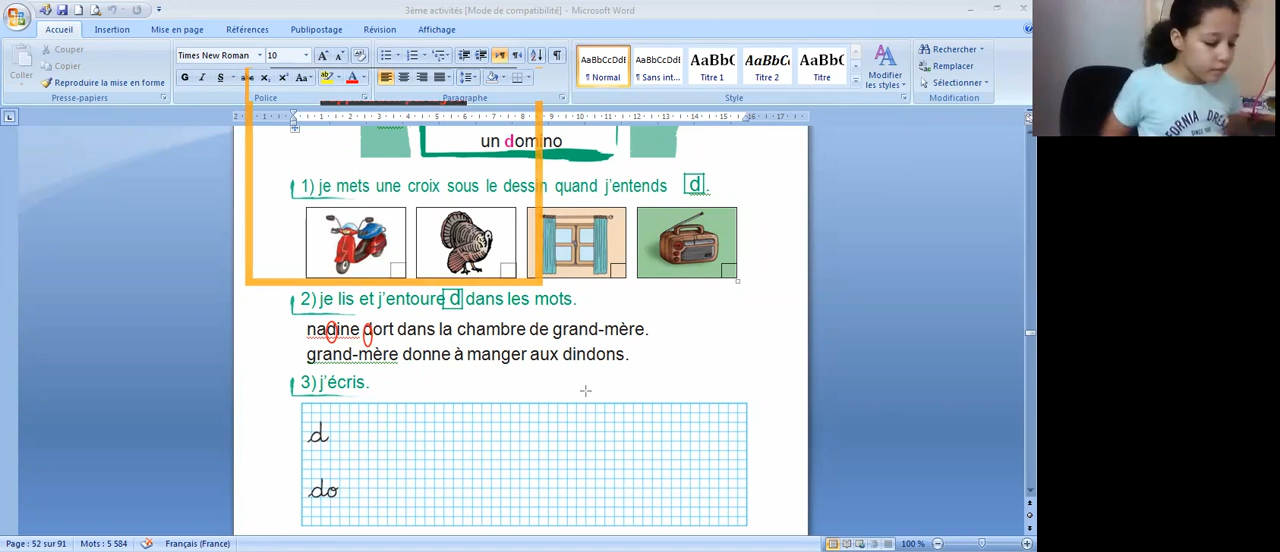 3ème activités [Mode de compatibilité] - Microsoft Word
Accueil Insertion Mise en page Références Publipostage Révision Affichage
Coller
Couper
Copier
Reproduire la mise en forme
Presse-papiers
Times New Roman 10
Police
Paragraphe
AaBbCcDdE AaBbCcDdE AaBbC AaBbCc AaBbC
¶ Normal ¶ Sans int... Titre 1 Titre 2 Titre
Modifier les styles
Style
Rechercher
Remplacer
Sélectionner
Modification
un domino
1) je mets une croix sous le dessin quand j'entends d.
2) je lis et j'entoure d dans les mots.
nadine dort dans la chambre de grand-mère.
grand-mère donne à manger aux dindons.
3) j'écris.
d
do
Page : 52 sur 91 Mots : 5 584 Français (France) 100 %